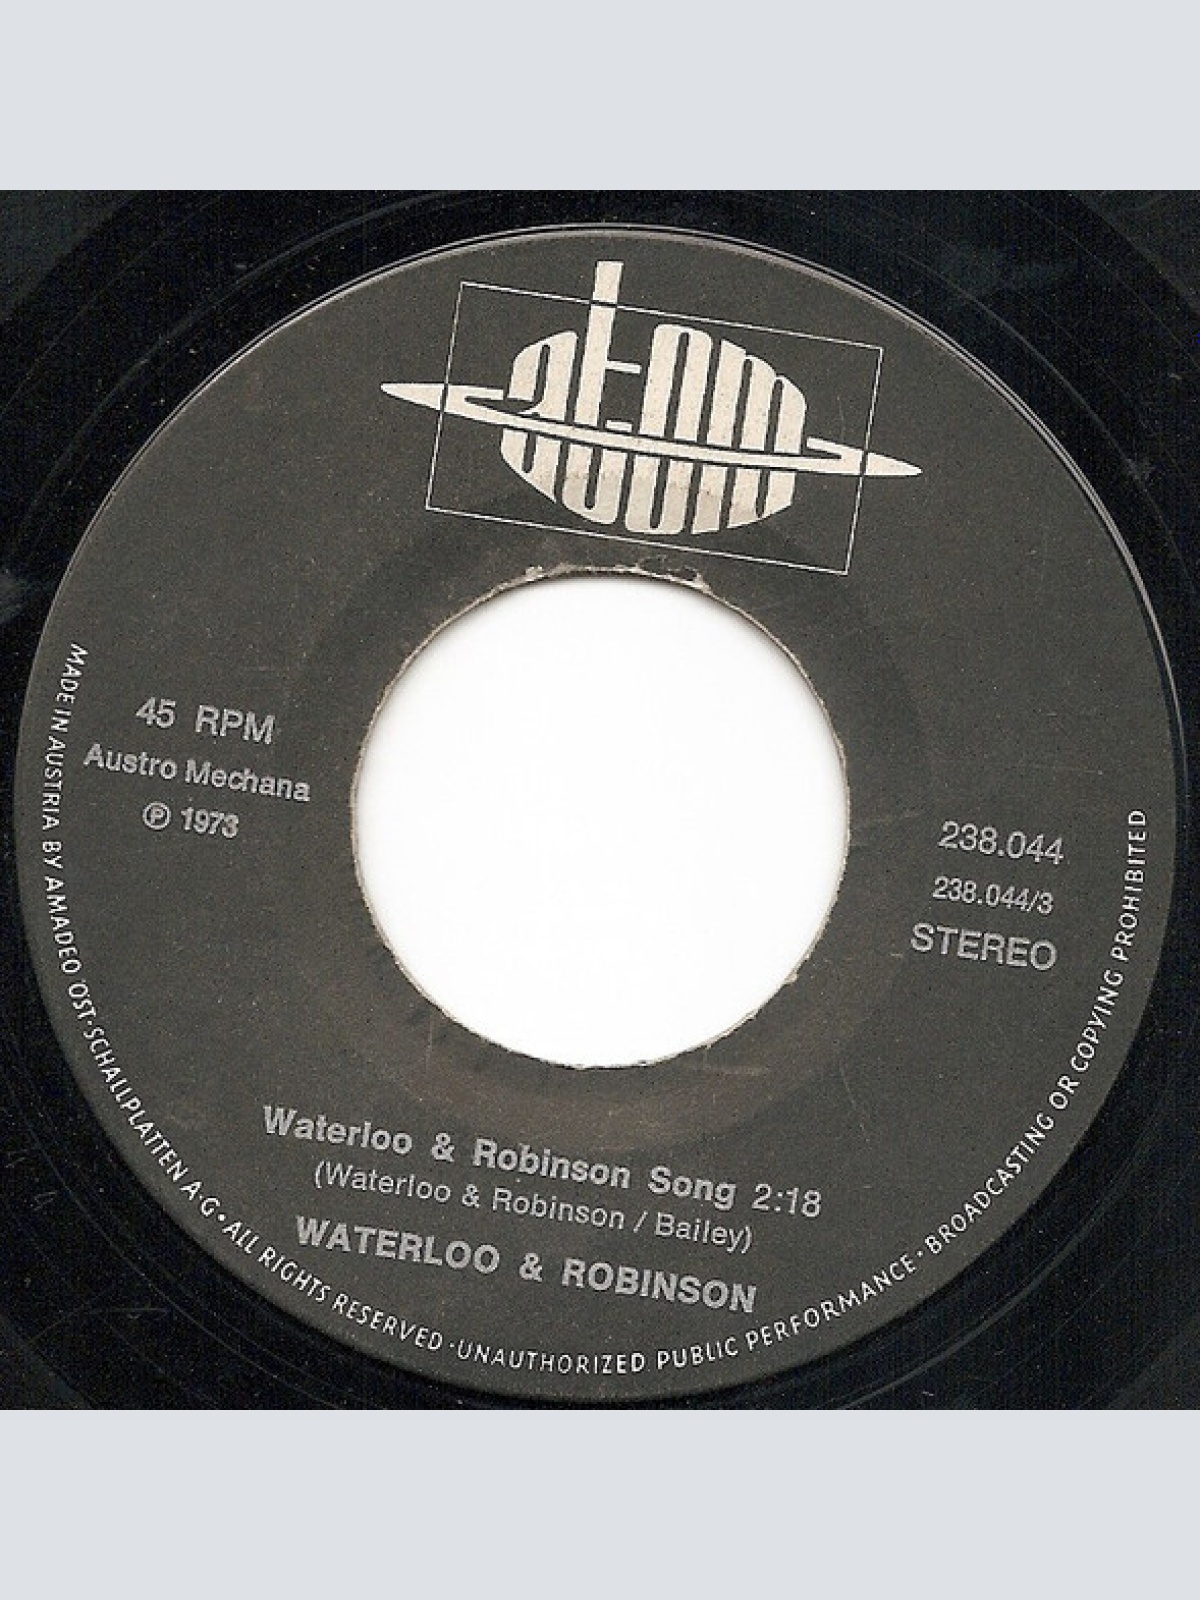 atom
45 RPM
Austro Mechana
Ⓟ 1973
238.044
238.044/3
STEREO
Waterloo & Robinson Song 2:18
(Waterloo & Robinson / Bailey)
WATERLOO & ROBINSON
MADE IN AUSTRIA BY AMADEO ÖST·SCHALLPLATTEN A·G·ALL RIGHTS RESERVED·UNAUTHORIZED PUBLIC PERFORMANCE·BROADCASTING OR COPYING PROHIBITED